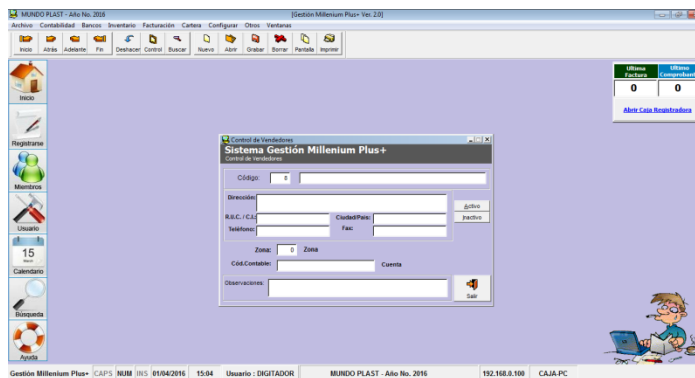 MUNDO PLAST - Año No. 2016
[Gestión Millenium Plus+ Ver. 2.0]
Archivo Contabilidad Bancos Inventario Facturación Cartera Configurar Otros Ventanas
Inicio Atrás Adelante Fin Deshacer Control Buscar Nuevo Abrir Grabar Borrar Pantalla Imprimir
Ultima Factura
Ultimo Comprobante
0 0
Abrir Caja Registradora
Inicio
Registrarse
Miembros
Usuario
15
Calendario
Búsqueda
Ayuda
Control de Vendedores
Sistema Gestión Millenium Plus+
Control de Vendedores
Código: 0
Dirección:
R.U.C. / C.I.: Ciudad/País:
Teléfono: Fax:
Activo
Inactivo
Zona: 0 Zona
Cód.Contable: Cuenta
Observaciones:
Salir
Gestión Millenium Plus+ CAPS NUM INS 01/04/2016 15:04 Usuario : DIGITADOR MUNDO PLAST - Año No. 2016 192.168.0.100 CAJA-PC